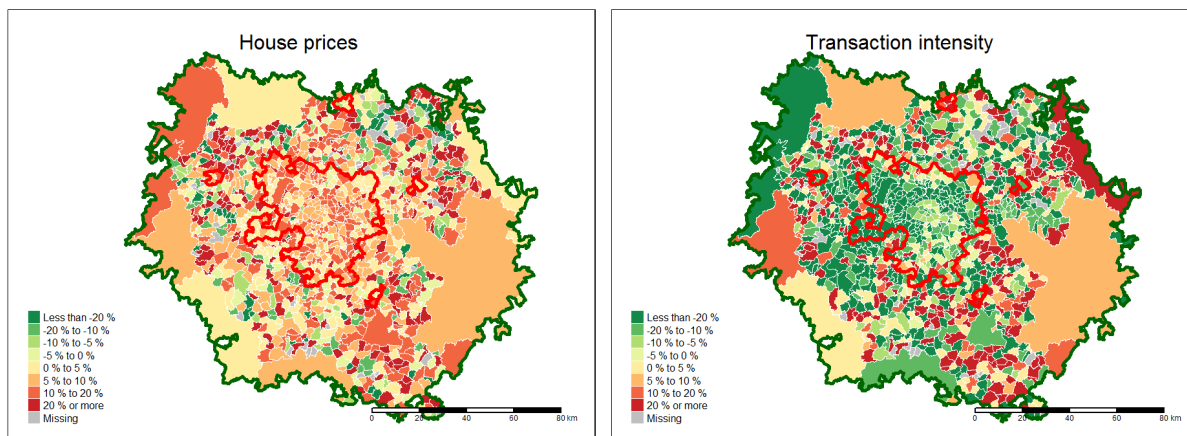 House prices
Less than -20 %
-20 % to -10 %
-10 % to -5 %
-5 % to 0 %
0 % to 5 %
5 % to 10 %
10 % to 20 %
20 % or more
Missing
0 20 40 60 80 km
Transaction intensity
Less than -20 %
-20 % to -10 %
-10 % to -5 %
-5 % to 0 %
0 % to 5 %
5 % to 10 %
10 % to 20 %
20 % or more
Missing
0 20 40 60 80 km